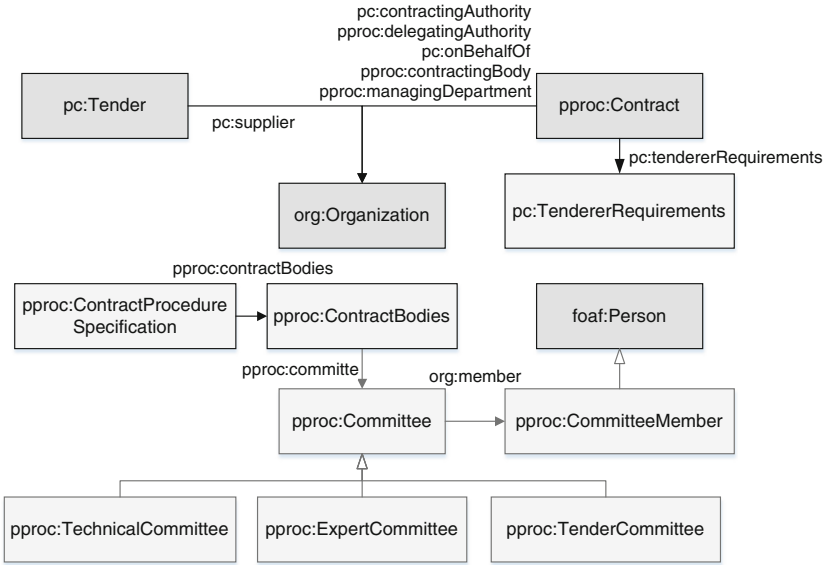 pc:contractingAuthority
pproc:delegatingAuthority
pc:onBehalfOf
pproc:contractingBody
pproc:managingDepartment
pc:Tender
pproc:Contract
pc:supplier
pc:tendererRequirements
org:Organization
pc:TendererRequirements
pproc:contractBodies
pproc:ContractProcedure
Specification
pproc:ContractBodies
foaf:Person
pproc:committe
org:member
pproc:Committee
pproc:CommitteeMember
pproc:TechnicalCommittee
pproc:ExpertCommittee
pproc:TenderCommittee